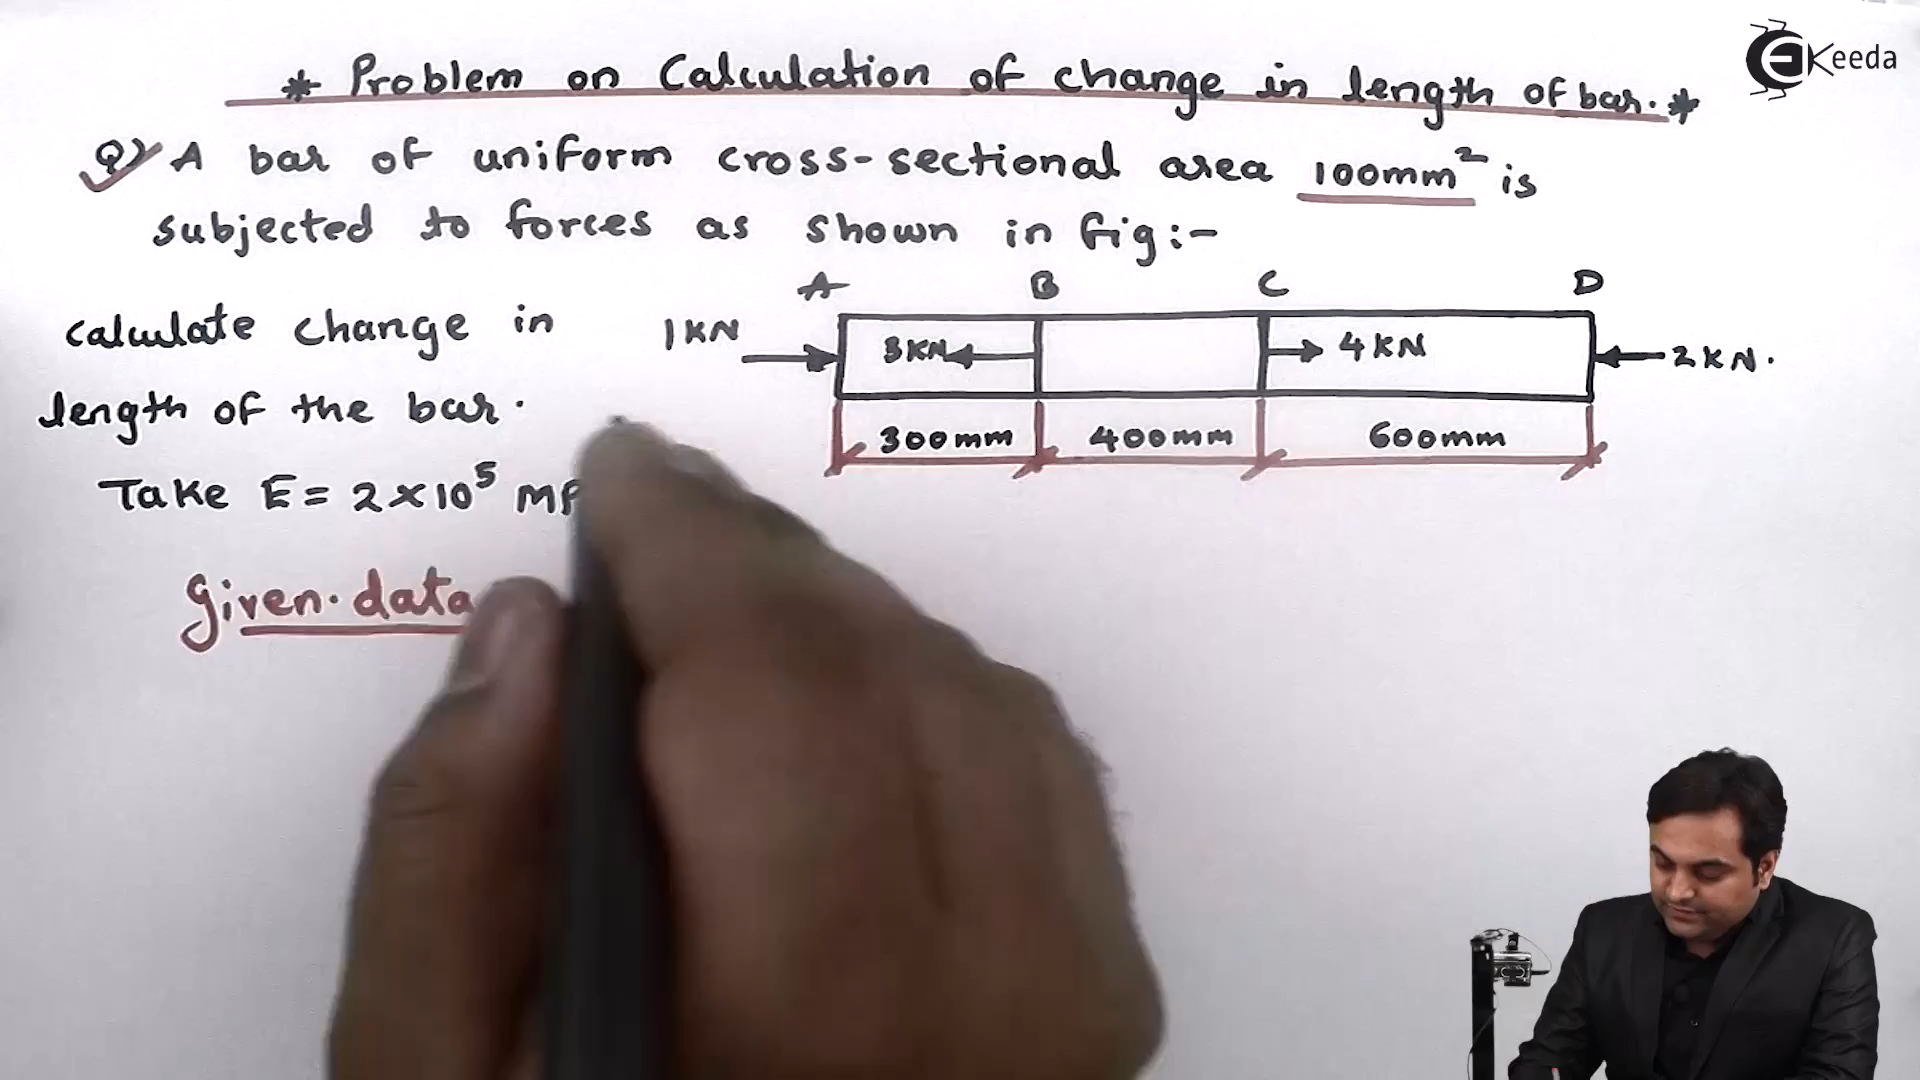 Keeda
* Problem on Calculation of change in length of bar. *
Q) A bar of uniform cross-sectional area 100mm² is
subjected to forces as shown in fig:-
calculate change in
length of the bar.
Take E = 2×10⁵ MP
A B C D
1KN 3KN 4KN 2KN.
300mm 400mm 600mm
Given data